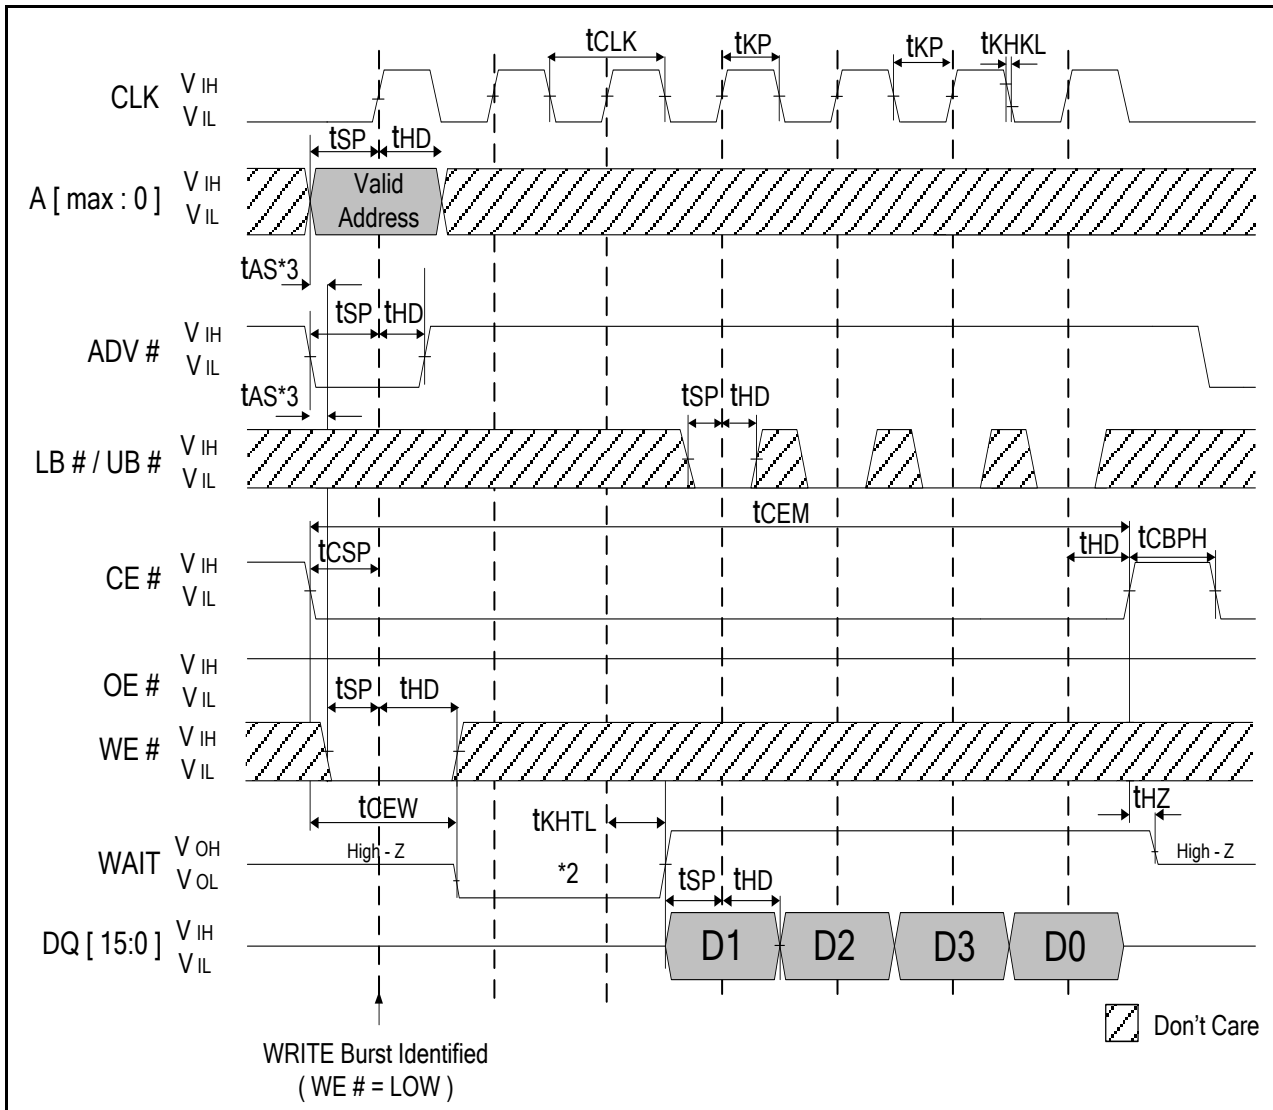 tCLK tKP tKP tKHKL
CLK V IH
V IL
tSP tHD
A [ max : 0 ] V IH
V IL
Valid
Address
tAS*3
tSP tHD
ADV # V IH
V IL
tAS*3
tSP tHD
LB # / UB # V IH
V IL
tCEM
tCSP tHD tCBPH
CE # V IH
V IL
OE # V IH
V IL
tSP tHD
WE # V IH
V IL
tCEW tKHTL tHZ
WAIT V OH
V OL
High - Z *2 High - Z
tSP tHD
DQ [ 15:0 ] V IH
V IL
D1 D2 D3 D0
Don't Care
WRITE Burst Identified
( WE # = LOW )